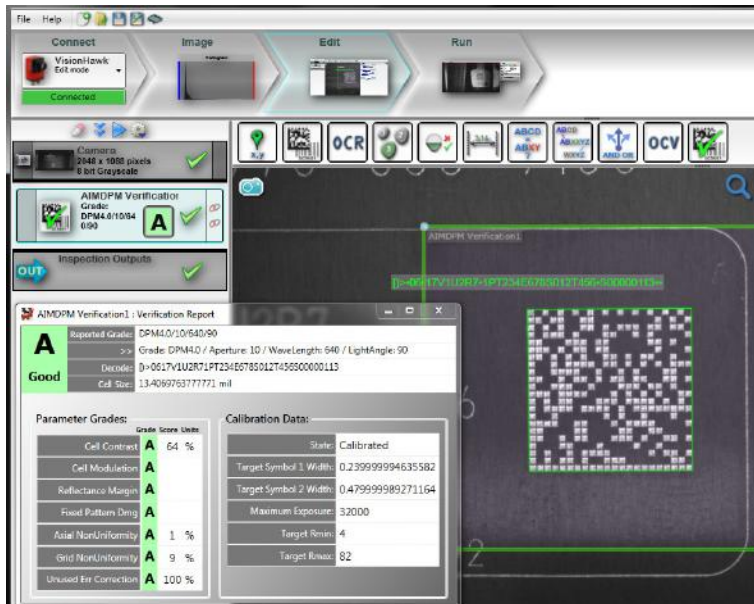 File Help
Connect
Image
Edit
Run
VisionHawk
Edit mode
Connected
x,y
OCR
ABCD
ABXY
ABCD
ABXYZ
WXYZ
AND OR
OCV
Camera
2048 x 1088 pixels
8 bit Grayscale
AIMDPM Verification
Grade:
DPM4.0/10/64
0/90
A
OUT
Inspection Outputs
AIMDPM Verification1
AIMDPM Verification1 : Verification Report
A
Good
Reported Grade: DPM4.0/10/640/90
>> Grade: DPM4.0 / Aperture: 10 / WaveLength: 640 / LightAngle: 90
Decode: [)>0617V1U2R71PT234E678S012T456S00000113
Cell Size: 13.4069763777771 mil
Parameter Grades:
Grade Score Units
Cell Contrast A 64 %
Cell Modulation A
Reflectance Margin A
Fixed Pattern Dmg A
Axial NonUniformity A 1 %
Grid NonUniformity A 9 %
Unused Err Correction A 100 %
Calibration Data:
State: Calibrated
Target Symbol 1 Width: 0.239999994635582
Target Symbol 2 Width: 0.479999989271164
Maximum Exposure: 32000
Target Rmin: 4
Target Rmax: 82